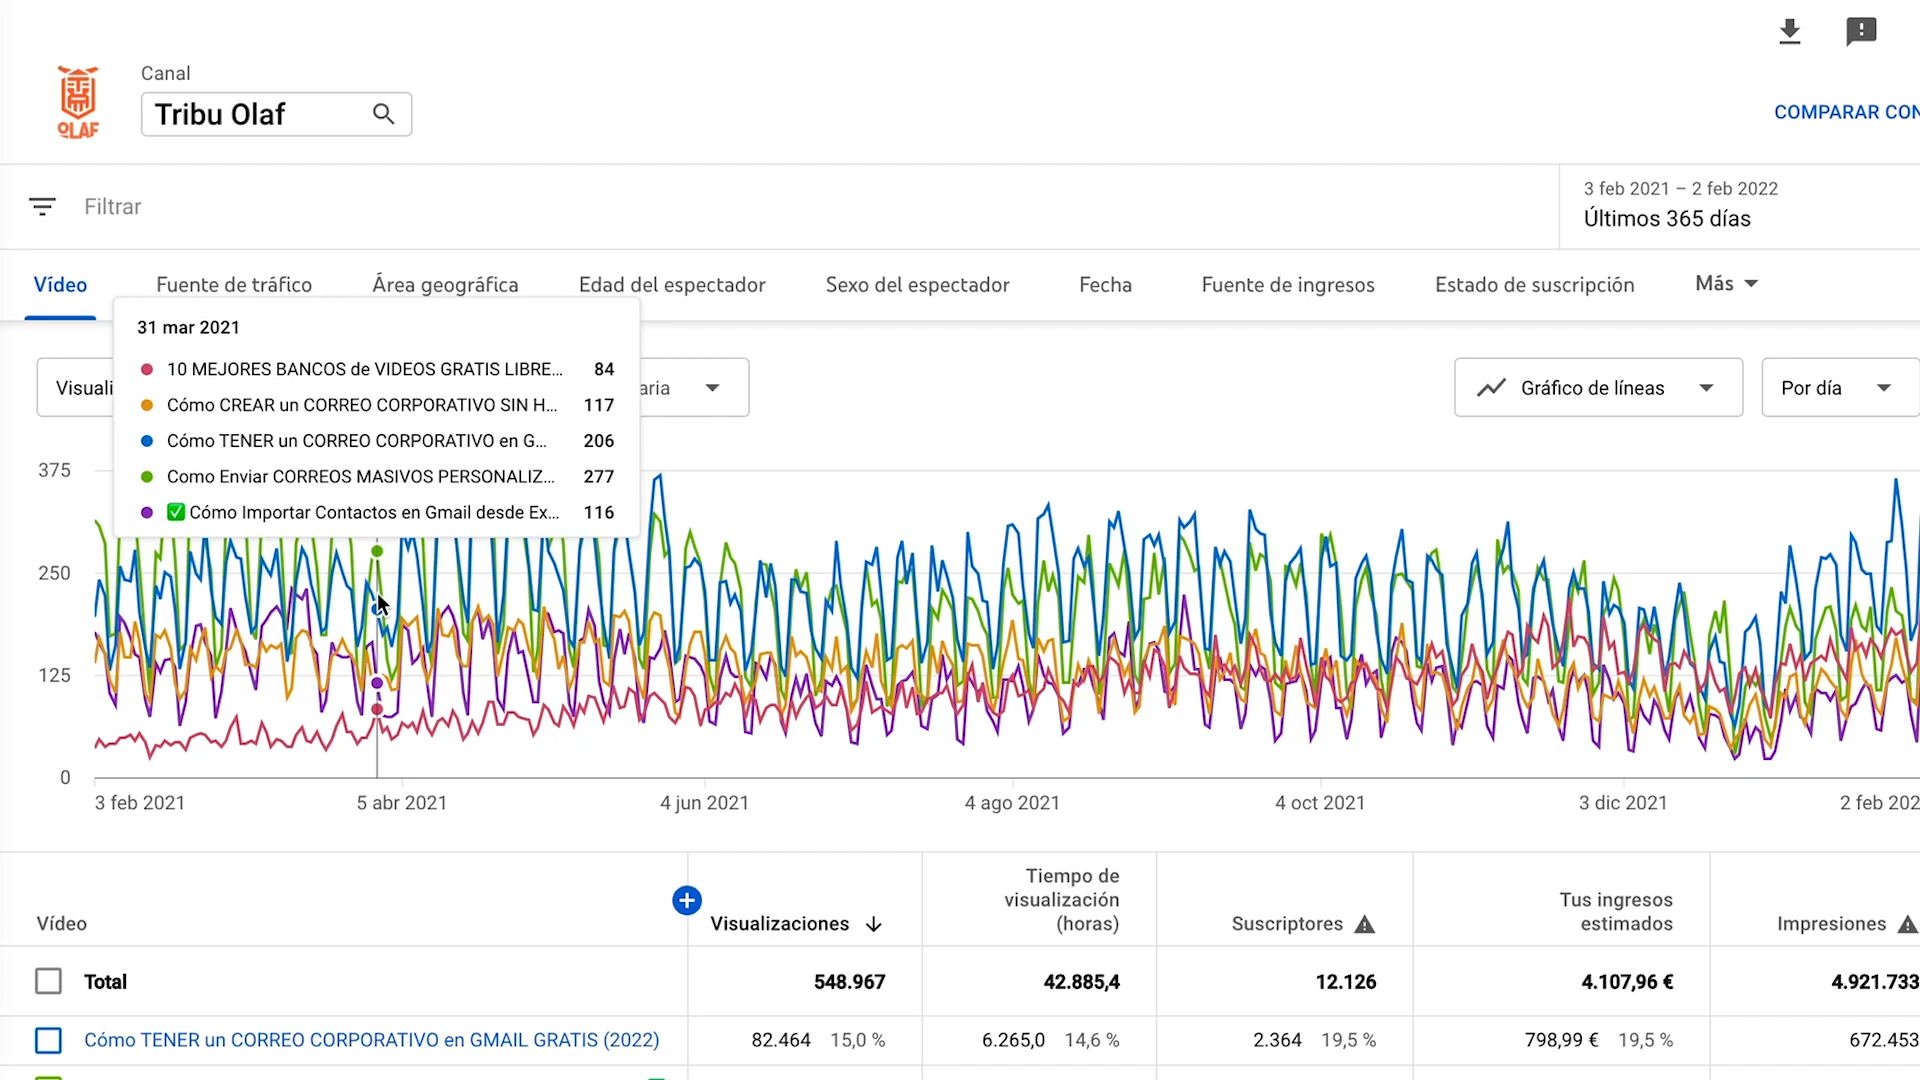 Canal
OLAF
Tribu Olaf
COMPARAR CON
Filtrar
3 feb 2021 – 2 feb 2022
Últimos 365 días
Vídeo
Fuente de tráfico
Área geográfica
Edad del espectador
Sexo del espectador
Fecha
Fuente de ingresos
Estado de suscripción
Más
31 mar 2021
10 MEJORES BANCOS de VIDEOS GRATIS LIBRE... 84
Cómo CREAR un CORREO CORPORATIVO SIN H... 117
Cómo TENER un CORREO CORPORATIVO en G... 206
Como Enviar CORREOS MASIVOS PERSONALIZ... 277
✅ Cómo Importar Contactos en Gmail desde Ex... 116
Visuali
aria
Gráfico de líneas
Por día
375
250
125
0
3 feb 2021
5 abr 2021
4 jun 2021
4 ago 2021
4 oct 2021
3 dic 2021
2 feb 202
Vídeo
Visualizaciones
Tiempo de
visualización
(horas)
Suscriptores
Tus ingresos
estimados
Impresiones
Total 548.967 42.885,4 12.126 4.107,96 € 4.921.733
Cómo TENER un CORREO CORPORATIVO en GMAIL GRATIS (2022) 82.464 15,0 % 6.265,0 14,6 % 2.364 19,5 % 798,99 € 19,5 % 672.453